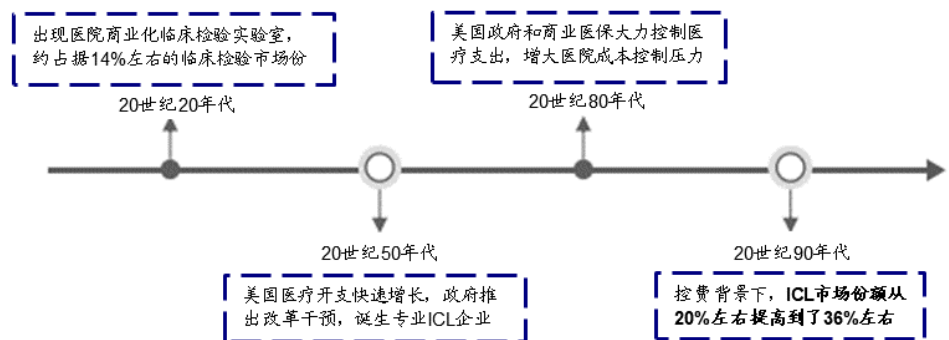 出现医院商业化临床检验实验室，
约占据14%左右的临床检验市场份
20世纪20年代
美国政府和商业医保大力控制医
疗支出，增大医院成本控制压力
20世纪80年代
20世纪50年代
美国医疗开支快速增长，政府推
出改革干预，诞生专业ICL企业
20世纪90年代
控费背景下，ICL市场份额从
20%左右提高到了36%左右